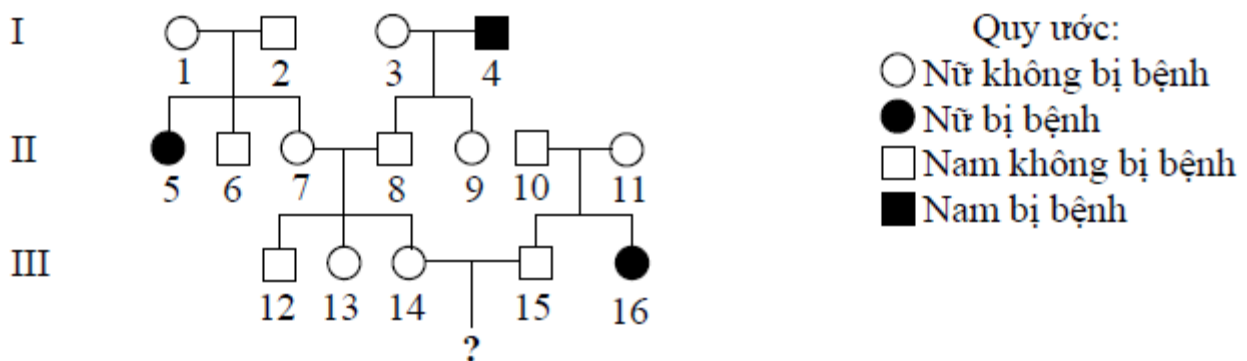 I
1 2 3 4
Quy ước:
Nữ không bị bệnh
Nữ bị bệnh
Nam không bị bệnh
Nam bị bệnh
II
5 6 7 8 9 10 11
III
12 13 14 15 16
?